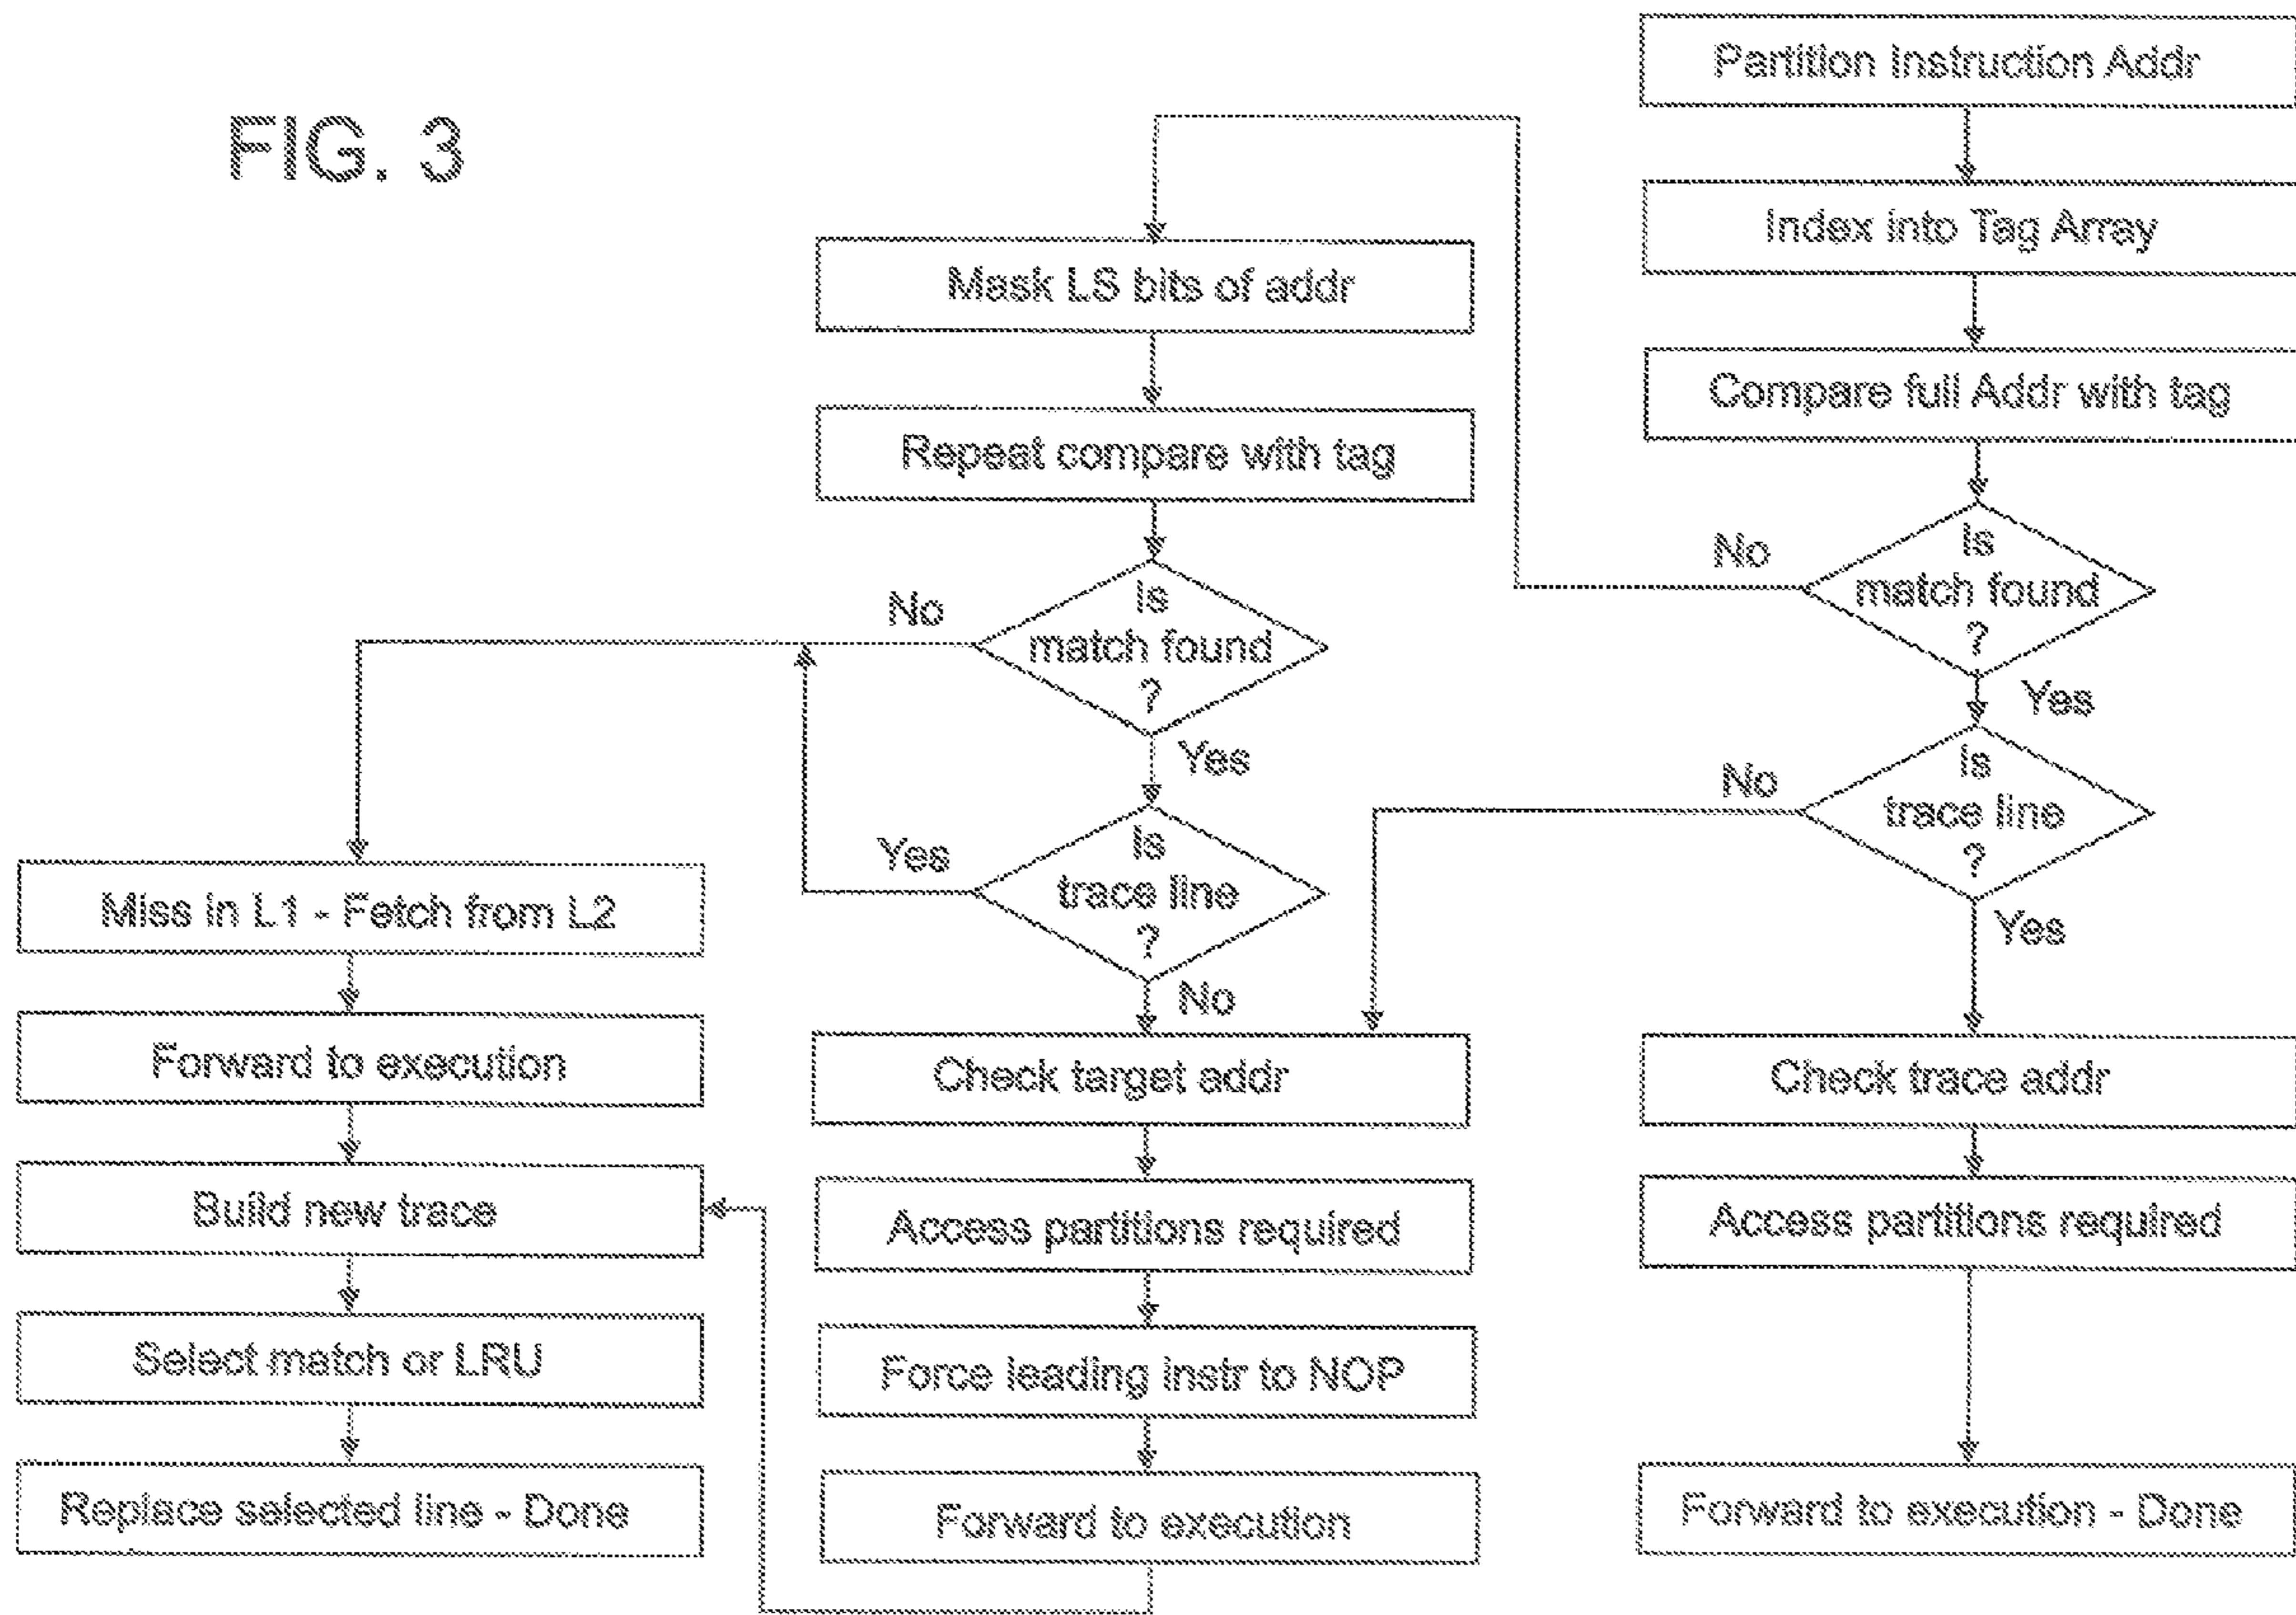 FIG. 3
Partition Instruction Addr
Index into Tag Array
Compare full Addr with tag
Is
match found
?
No
Yes
Is
trace line
?
No
Yes
Check trace addr
Access partitions required
Forward to execution - Done
Mask LS bits of addr
Repeat compare with tag
Is
match found
?
No
Yes
Is
trace line
?
Yes
No
Check target addr
Access partitions required
Force leading instr to NOP
Forward to execution
Miss in L1 - Fetch from L2
Forward to execution
Build new trace
Select match or LRU
Replace selected line - Done